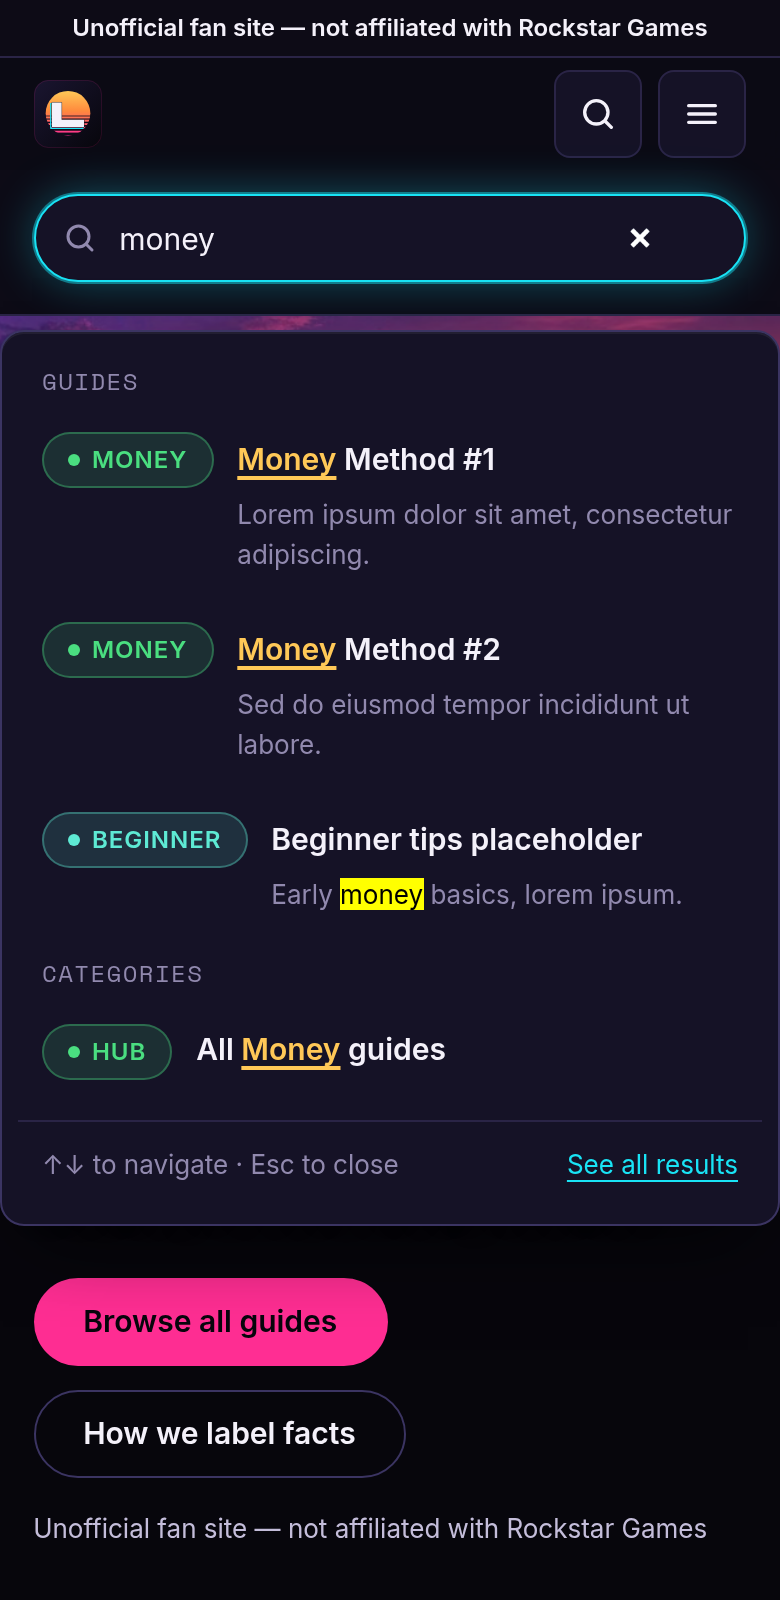 Unofficial fan site — not affiliated with Rockstar Games
L
money
GUIDES
MONEY
Money Method #1
Lorem ipsum dolor sit amet, consectetur
adipiscing.
MONEY
Money Method #2
Sed do eiusmod tempor incididunt ut
labore.
BEGINNER
Beginner tips placeholder
Early money basics, lorem ipsum.
CATEGORIES
HUB
All Money guides
↑↓ to navigate · Esc to close
See all results
Browse all guides
How we label facts
Unofficial fan site — not affiliated with Rockstar Games